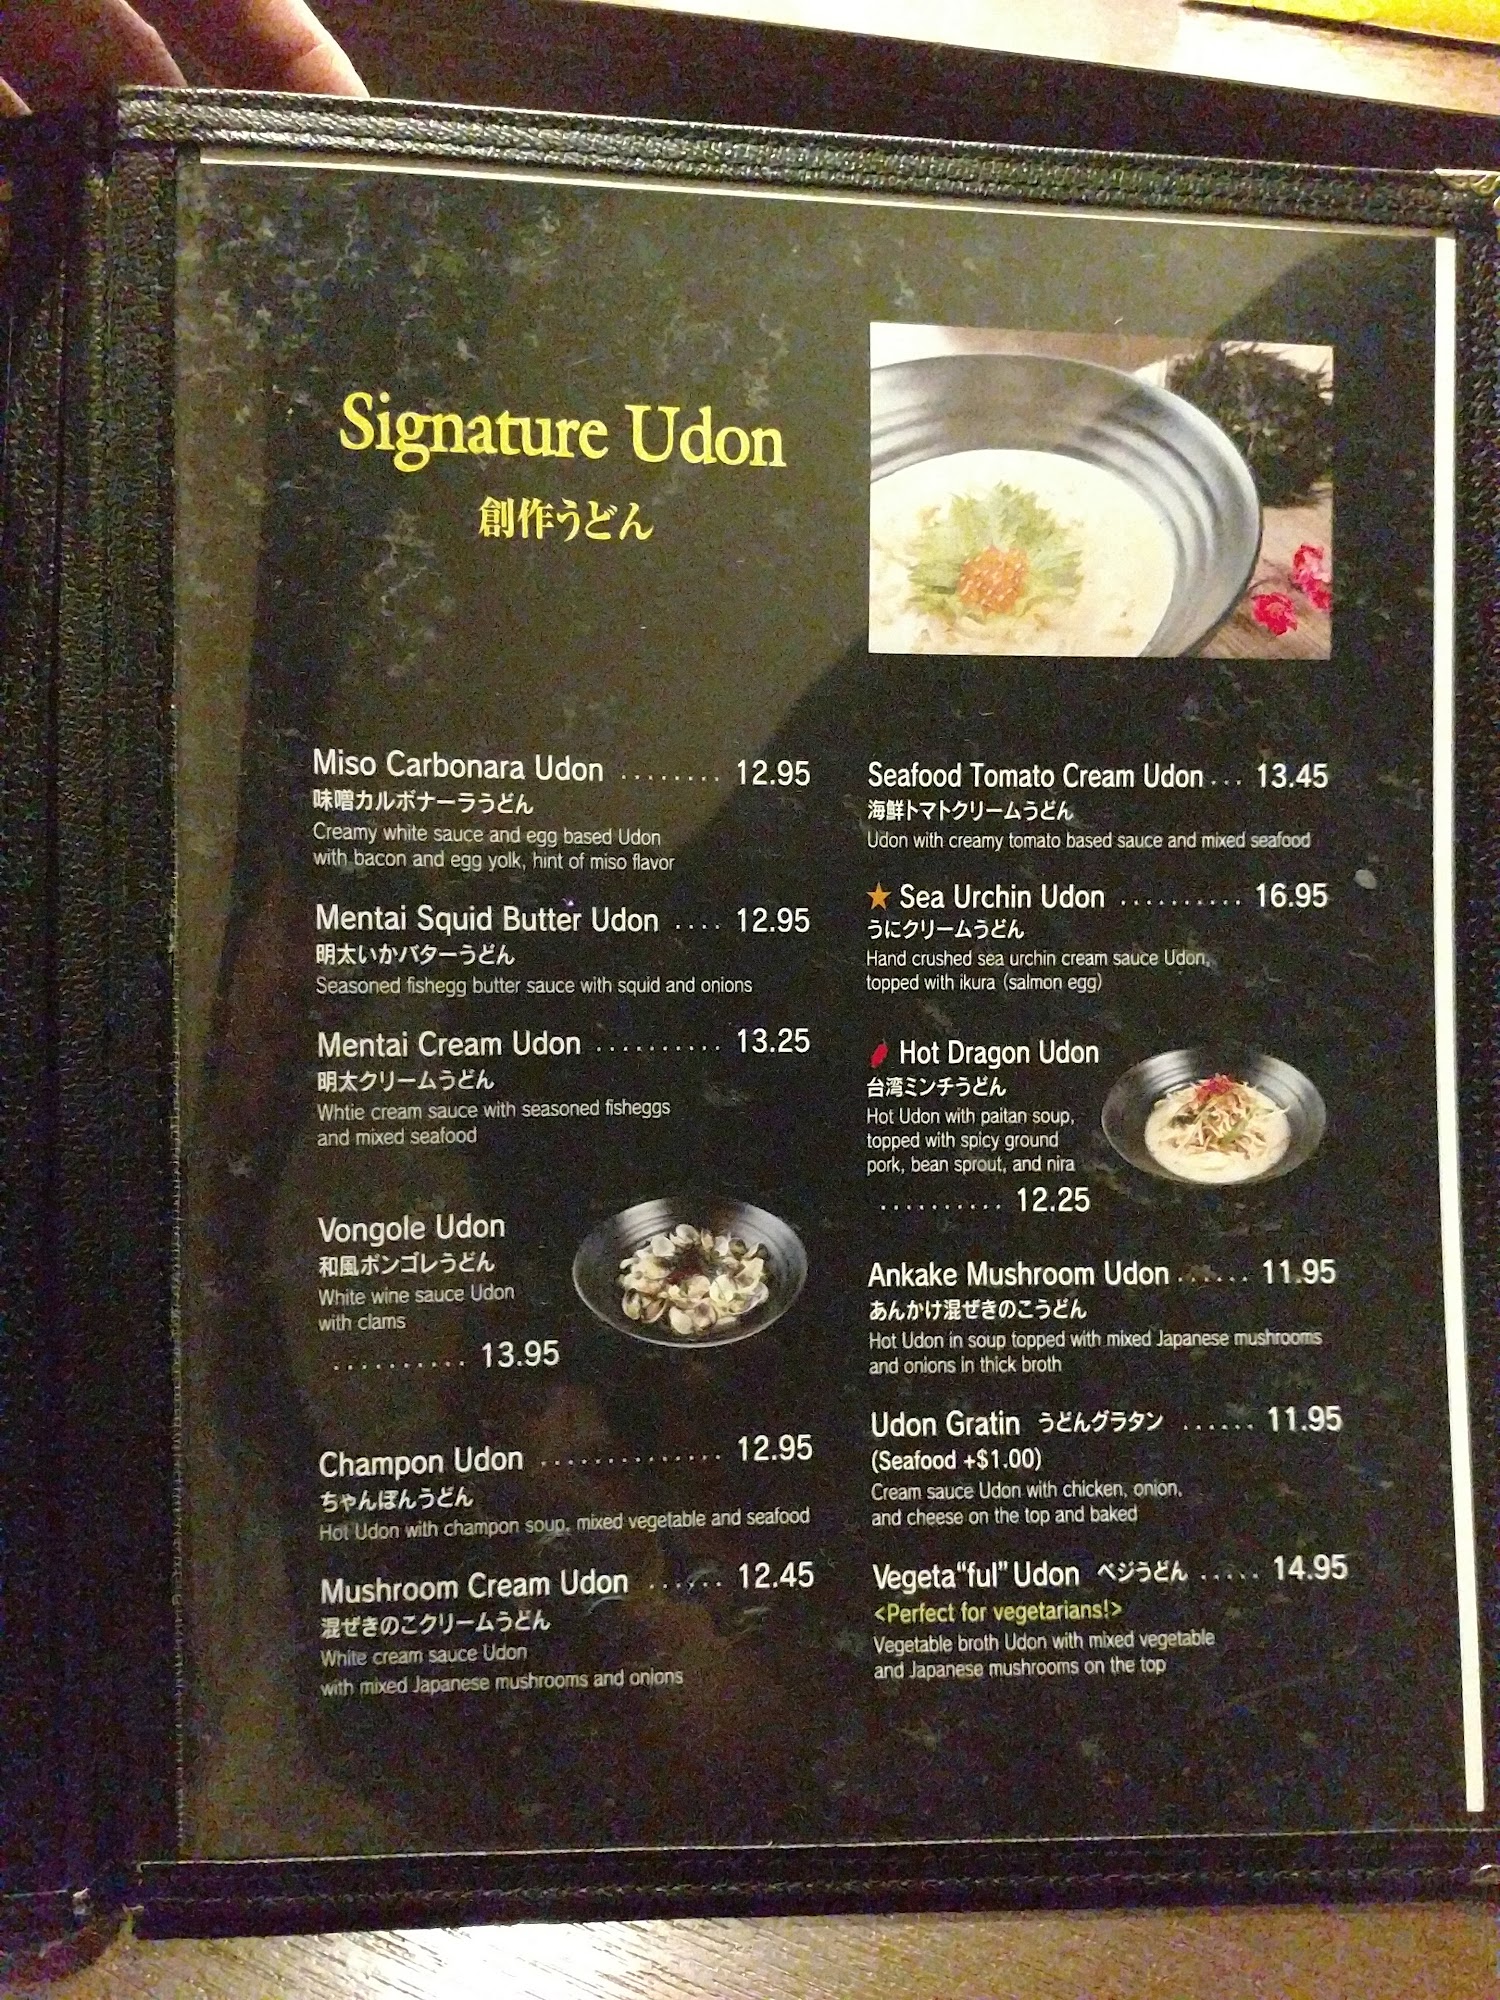 Signature Udon
創作うどん
Miso Carbonara Udon ........ 12.95
味噌カルボナーラうどん
Creamy white sauce and egg based Udon
with bacon and egg yolk, hint of miso flavor
Mentai Squid Butter Udon .... 12.95
明太いかバターうどん
Seasoned fishegg butter sauce with squid and onions
Mentai Cream Udon .......... 13.25
明太クリームうどん
Whtie cream sauce with seasoned fisheggs
and mixed seafood
Vongole Udon
和風ボンゴレうどん
White wine sauce Udon
with clams
.......... 13.95
Champon Udon .............. 12.95
ちゃんぽんうどん
Hot Udon with champon soup, mixed vegetable and seafood
Mushroom Cream Udon ...... 12.45
混ぜきのこクリームうどん
White cream sauce Udon
with mixed Japanese mushrooms and onions
Seafood Tomato Cream Udon ... 13.45
海鮮トマトクリームうどん
Udon with creamy tomato based sauce and mixed seafood
★ Sea Urchin Udon .......... 16.95
うにクリームうどん
Hand crushed sea urchin cream sauce Udon,
topped with ikura (salmon egg)
Hot Dragon Udon
台湾ミンチうどん
Hot Udon with paitan soup,
topped with spicy ground
pork, bean sprout, and nira
.......... 12.25
Ankake Mushroom Udon ...... 11.95
あんかけ混ぜきのこうどん
Hot Udon in soup topped with mixed Japanese mushrooms
and onions in thick broth
Udon Gratin うどんグラタン ...... 11.95
(Seafood +$1.00)
Cream sauce Udon with chicken, onion,
and cheese on the top and baked
Vegeta“ful” Udon ベジうどん ..... 14.95
<Perfect for vegetarians!>
Vegetable broth Udon with mixed vegetable
and Japanese mushrooms on the top